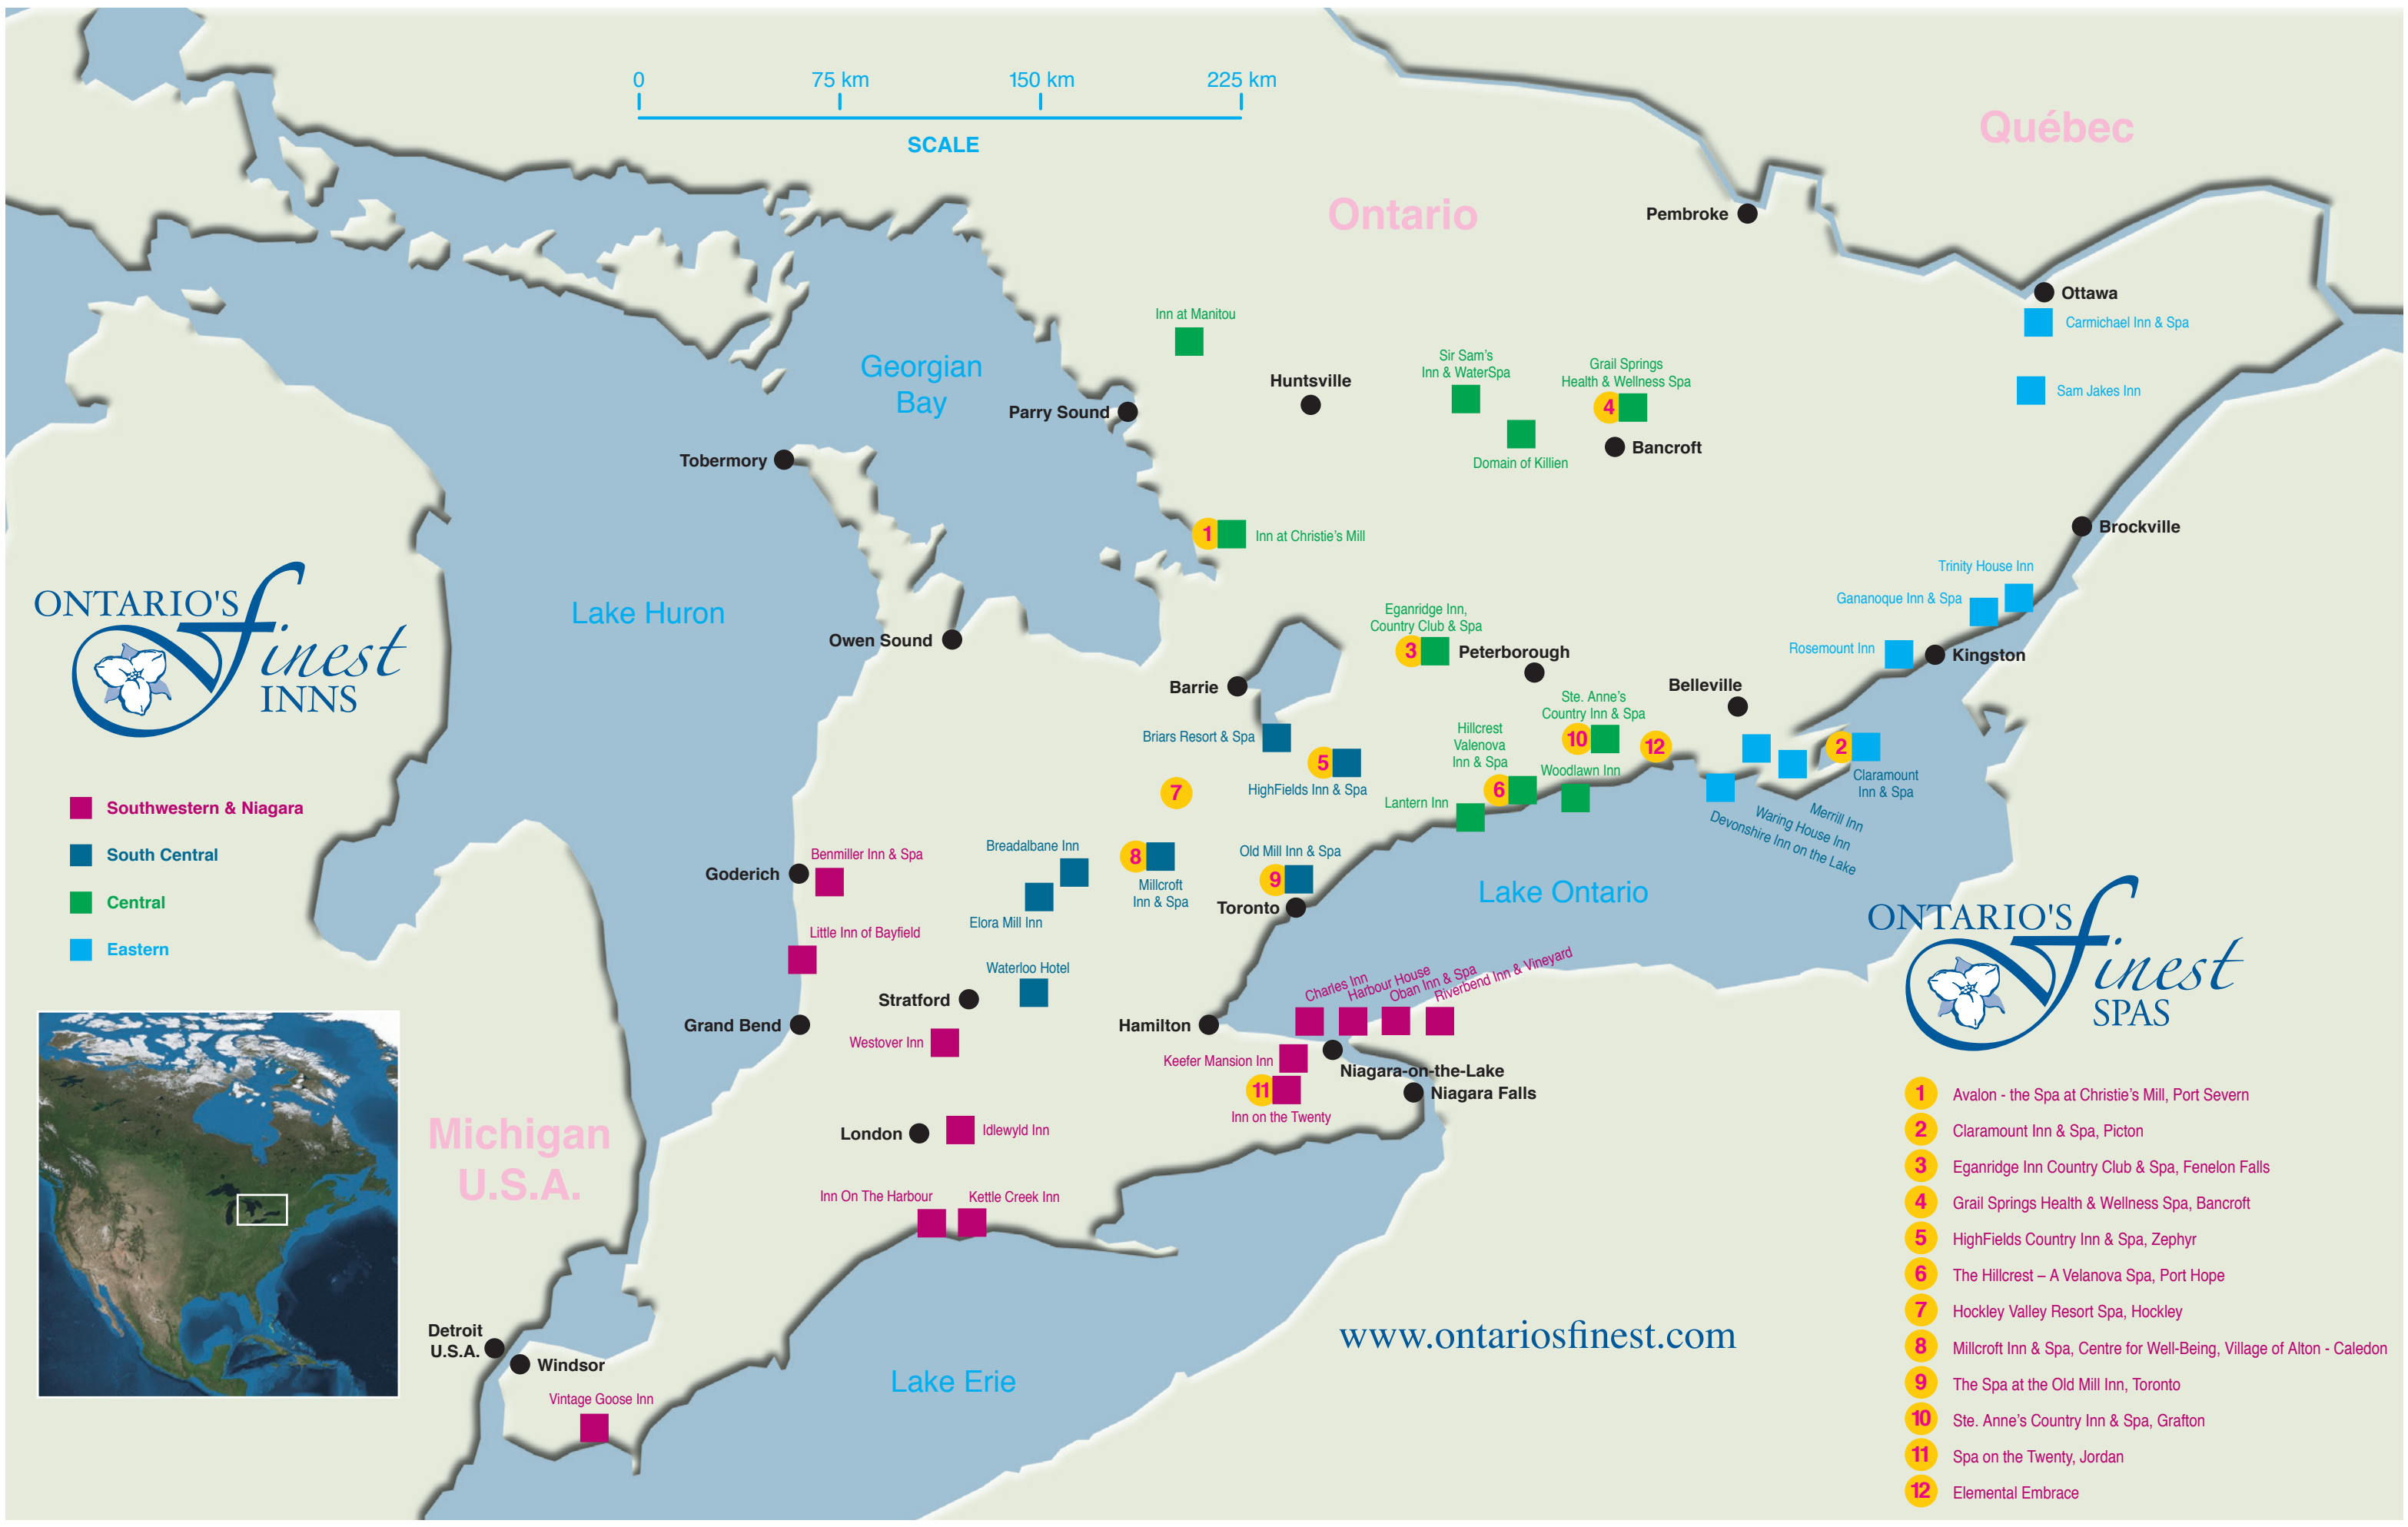 0
75 km
150 km
225 km
SCALE
Québec
Ontario
Pembroke
Ottawa
Carmichael Inn & Spa
Sam Jakes Inn
Inn at Manitou
Georgian
Bay
Huntsville
Parry Sound
Sir Sam's
Inn & WaterSpa
Grail Springs
Health & Wellness Spa
4
Domain of Killien
Bancroft
Tobermory
1
Inn at Christie's Mill
Brockville
Trinity House Inn
Gananoque Inn & Spa
Rosemount Inn
Kingston
ONTARIO'S
finest
INNS
Lake Huron
Owen Sound
Eganridge Inn,
Country Club & Spa
3
Peterborough
Barrie
Belleville
Briars Resort & Spa
5
HighFields Inn & Spa
7
Ste. Anne's
Country Inn & Spa
10
12
Hillcrest
Valenova
Inn & Spa
6
Woodlawn Inn
Lantern Inn
2
Claramount
Inn & Spa
Merrill Inn
Waring House Inn
Devonshire Inn on the Lake
Southwestern & Niagara
South Central
Central
Eastern
Goderich
Benmiller Inn & Spa
Breadalbane Inn
8
Millcroft
Inn & Spa
Elora Mill Inn
Old Mill Inn & Spa
9
Toronto
Lake Ontario
ONTARIO'S
finest
SPAS
Little Inn of Bayfield
Waterloo Hotel
Stratford
Grand Bend
Westover Inn
Hamilton
Charles Inn
Harbour House
Oban Inn & Spa
Riverbend Inn & Vineyard
Keefer Mansion Inn
11
Inn on the Twenty
Niagara-on-the-Lake
Niagara Falls
Michigan
U.S.A.
London
Idlewyld Inn
Inn On The Harbour
Kettle Creek Inn
Detroit
U.S.A.
Windsor
Vintage Goose Inn
Lake Erie
www.ontariosfinest.com
1 Avalon - the Spa at Christie's Mill, Port Severn
2 Claramount Inn & Spa, Picton
3 Eganridge Inn Country Club & Spa, Fenelon Falls
4 Grail Springs Health & Wellness Spa, Bancroft
5 HighFields Country Inn & Spa, Zephyr
6 The Hillcrest – A Velanova Spa, Port Hope
7 Hockley Valley Resort Spa, Hockley
8 Millcroft Inn & Spa, Centre for Well-Being, Village of Alton - Caledon
9 The Spa at the Old Mill Inn, Toronto
10 Ste. Anne's Country Inn & Spa, Grafton
11 Spa on the Twenty, Jordan
12 Elemental Embrace